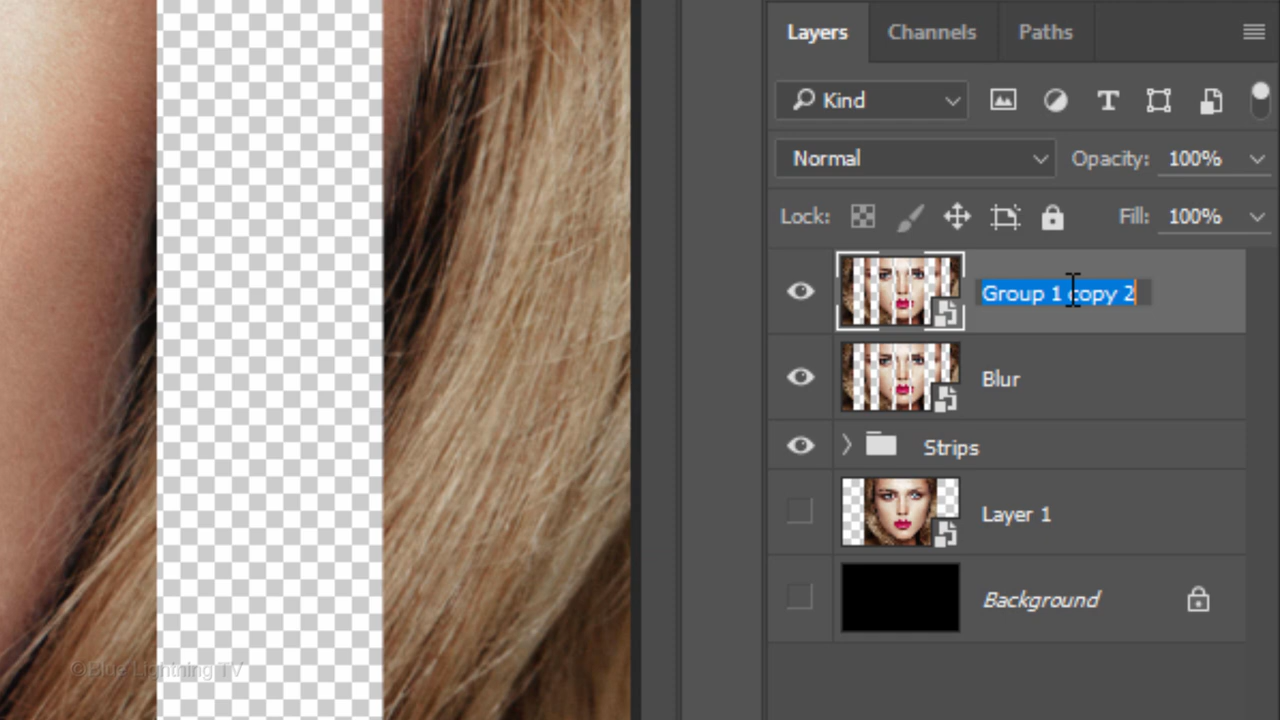 Layers Channels Paths
Kind
Normal Opacity: 100%
Lock: Fill: 100%
Group 1 copy 2
Blur
Strips
Layer 1
Background
©Blue Lightning TV